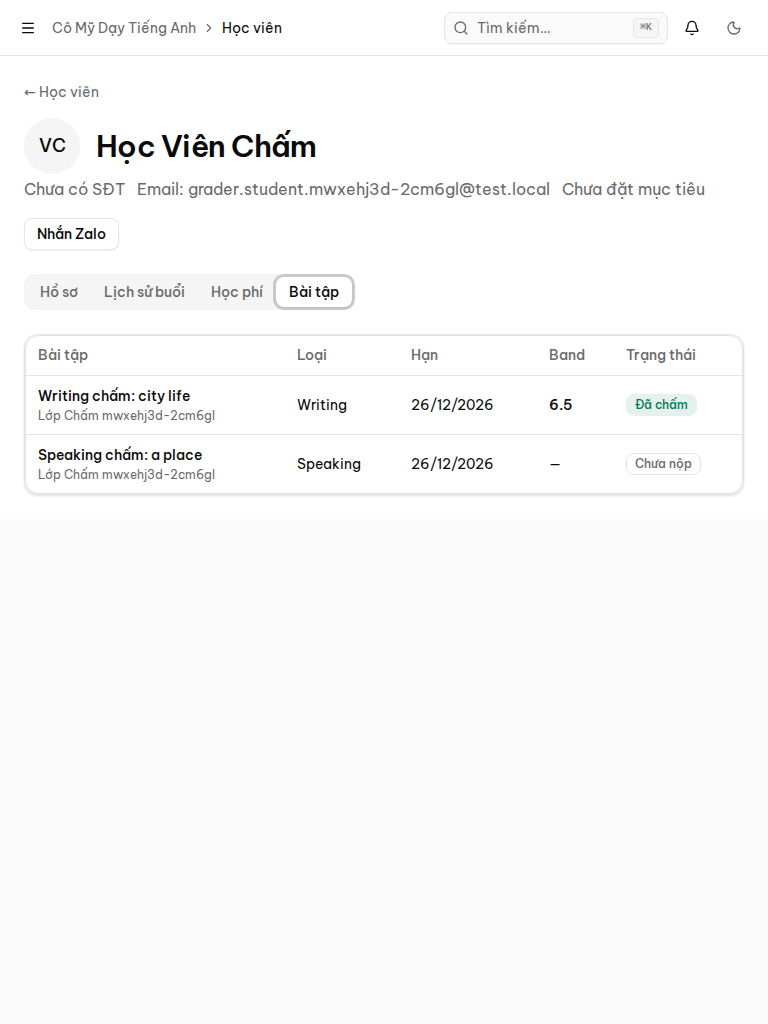 Cô Mỹ Dạy Tiếng Anh > Học viên Tìm kiếm... ⌘K
← Học viên
VC Học Viên Chấm
Chưa có SĐT Email: grader.student.mwxehj3d-2cm6gl@test.local Chưa đặt mục tiêu
Nhắn Zalo
Hồ sơ Lịch sử buổi Học phí Bài tập
Bài tập Loại Hạn Band Trạng thái
Writing chấm: city life Writing 26/12/2026 6.5 Đã chấm
Lớp Chấm mwxehj3d-2cm6gl
Speaking chấm: a place Speaking 26/12/2026 — Chưa nộp
Lớp Chấm mwxehj3d-2cm6gl